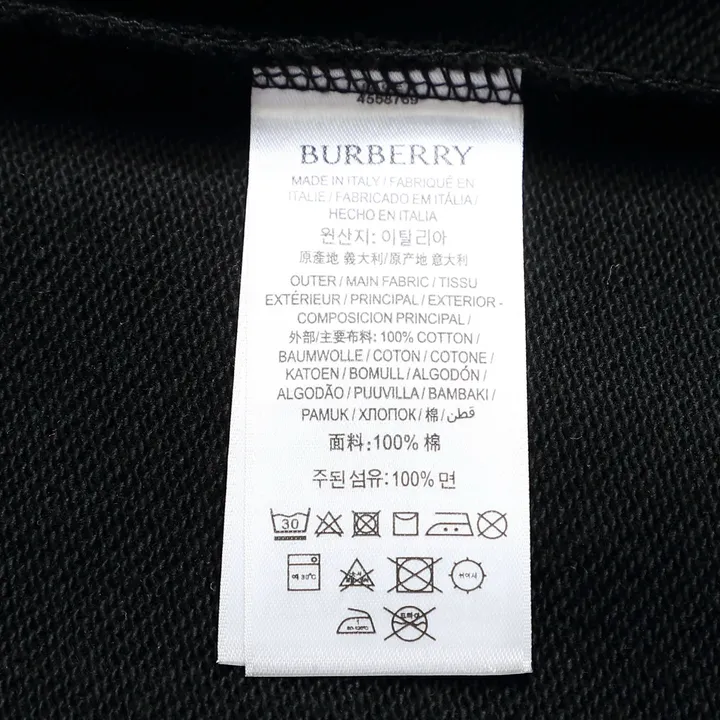 4558769
BURBERRY
MADE IN ITALY / FABRIQUÉ EN
ITALIE / FABRICADO EM ITÁLIA /
HECHO EN ITALIA
원산지: 이탈리아
原產地 義大利/原产地 意大利
OUTER / MAIN FABRIC / TISSU
EXTÉRIEUR / PRINCIPAL / EXTERIOR -
COMPOSICION PRINCIPAL /
外部/主要布料: 100% COTTON /
BAUMWOLLE / COTON / COTONE /
KATOEN / BOMULL / ALGODÓN /
ALGODÃO / PUUVILLA / BAMBAKI /
PAMUK / ХЛОПОК / 棉 / قطن
面料:100% 棉
주된섬유:100% 면
30
약 30℃